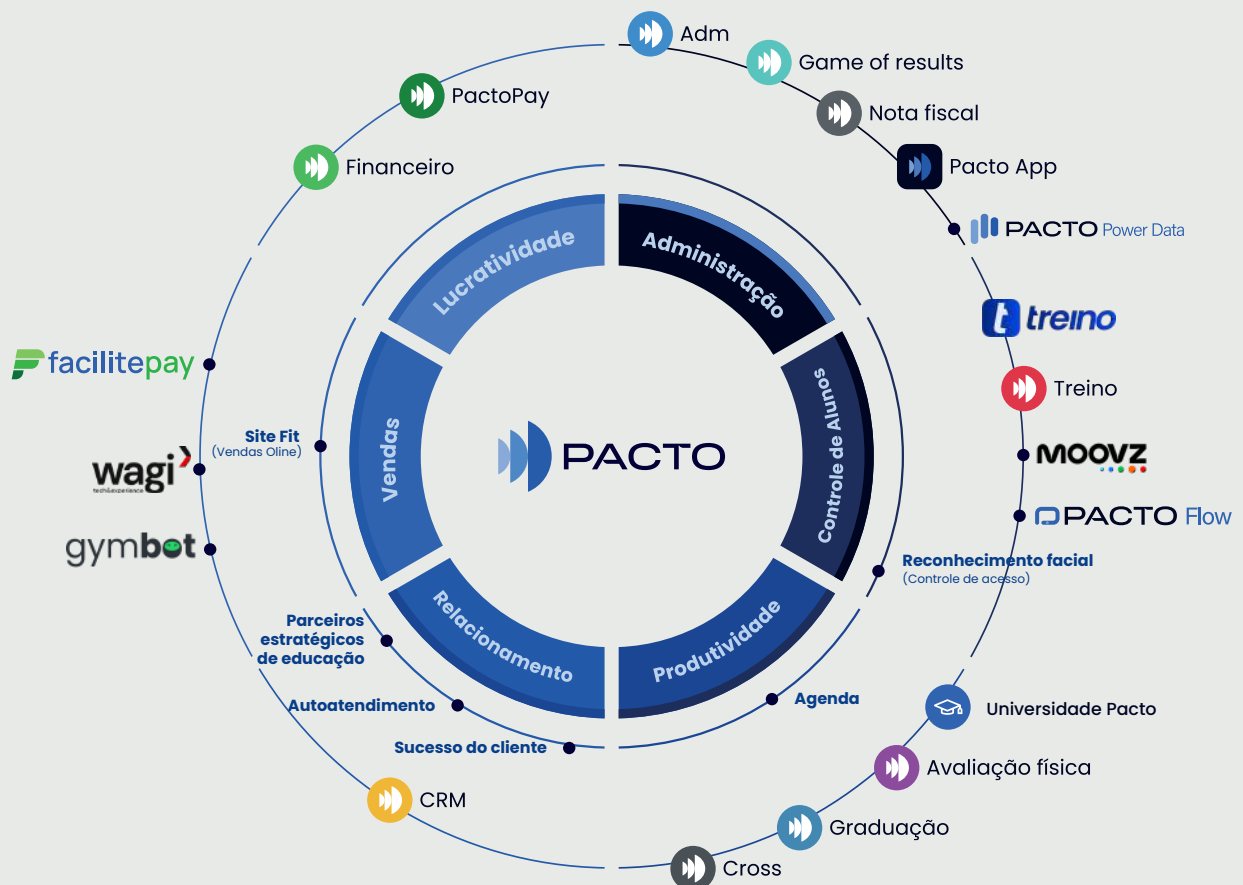 Adm
Game of results
Nota fiscal
Pacto App
PACTO Power Data
PactoPay
Financeiro
Lucratividade
Administração
treino
Treino
MOOVZ
PACTO Flow
facilitepay
wagi
tech&experience
gymbot
Site Fit
(Vendas Oline)
Vendas
PACTO
Controle de Alunos
Reconhecimento facial
(Controle de acesso)
Relacionamento
Produtividade
Parceiros
estratégicos
de educação
Autoatendimento
Sucesso do cliente
Agenda
Universidade Pacto
Avaliação física
Graduação
Cross
CRM